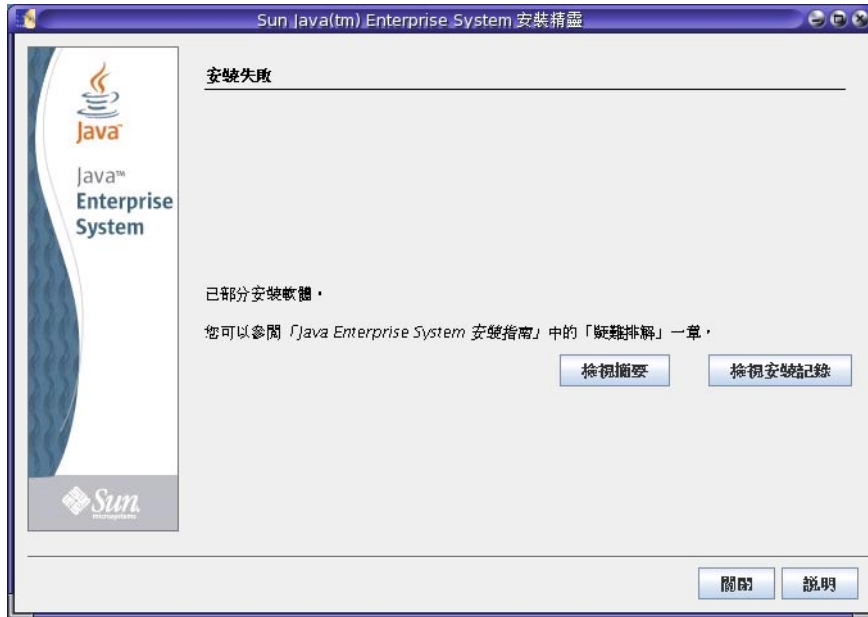 Sun Java(tm) Enterprise System 安裝精靈
安裝失敗
Java™
Java™
Enterprise
System
已部分安裝軟體。
您可以參閱「Java Enterprise System 安裝指南」中的「疑難排解」一章。
檢視摘要
檢視安裝記錄
Sun
microsystems
關閉
說明